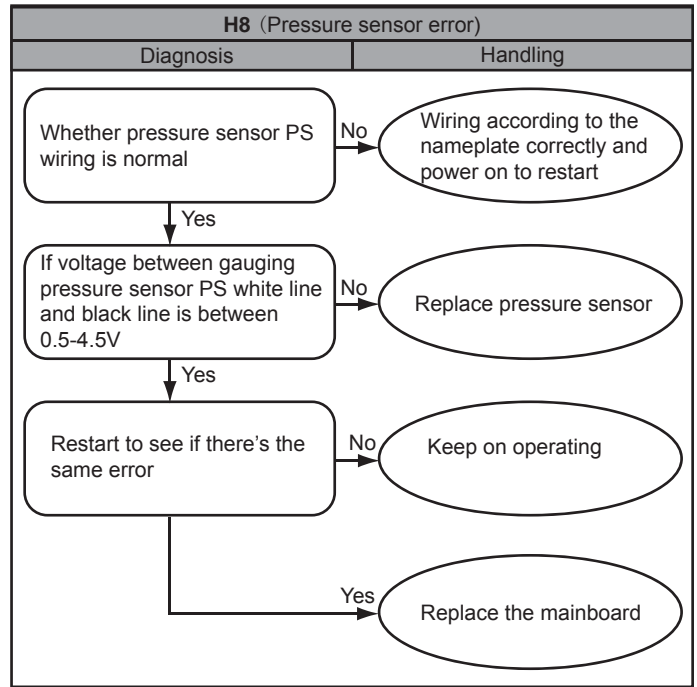 H8（Pressure sensor error)
Diagnosis
Handling
Whether pressure sensor PS
wiring is normal
No
Wiring according to the
nameplate correctly and
power on to restart
Yes
If voltage between gauging
pressure sensor PS white line
and black line is between
0.5-4.5V
No
Replace pressure sensor
Yes
Restart to see if there's the
same error
No
Keep on operating
Yes
Replace the mainboard